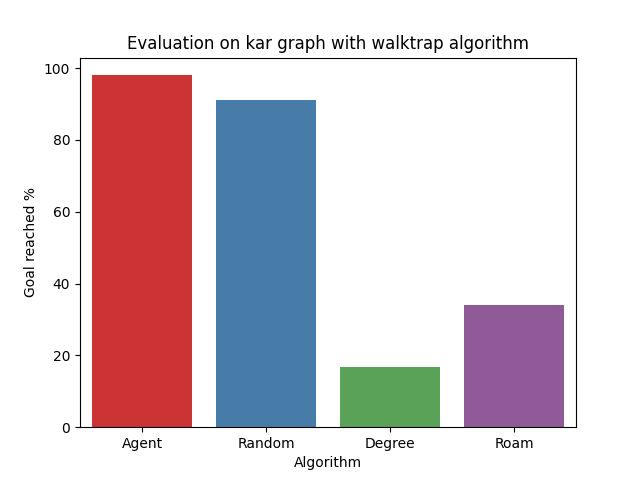 Evaluation on kar graph with walktrap algorithm
100
80
60
40
20
0
Goal reached %
Agent
Random
Degree
Roam
Algorithm